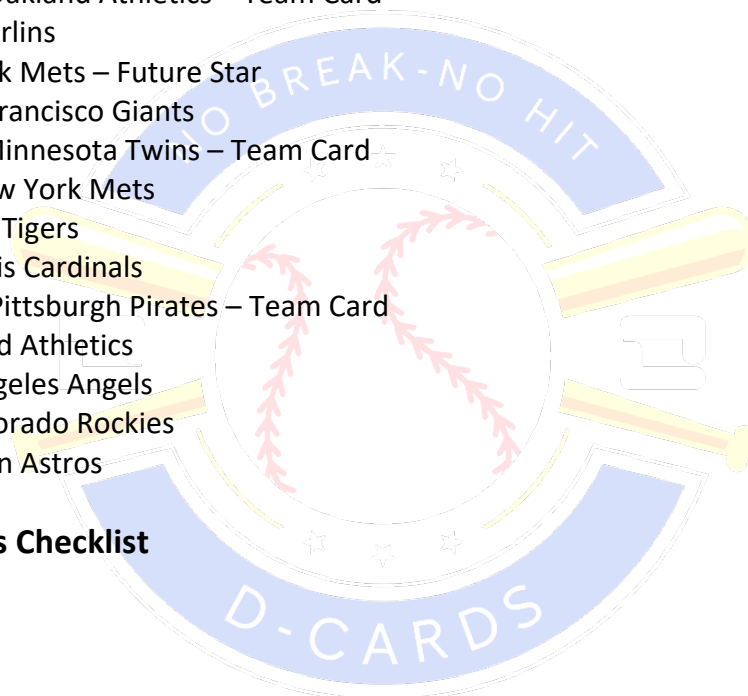 Oakland Athletics – Team Card
rlins
k Mets – Future Star
rancisco Giants
Minnesota Twins – Team Card
w York Mets
Tigers
is Cardinals
Pittsburgh Pirates – Team Card
d Athletics
geles Angels
orado Rockies
n Astros
s Checklist
NO BREAK-NO HIT
D-CARDS